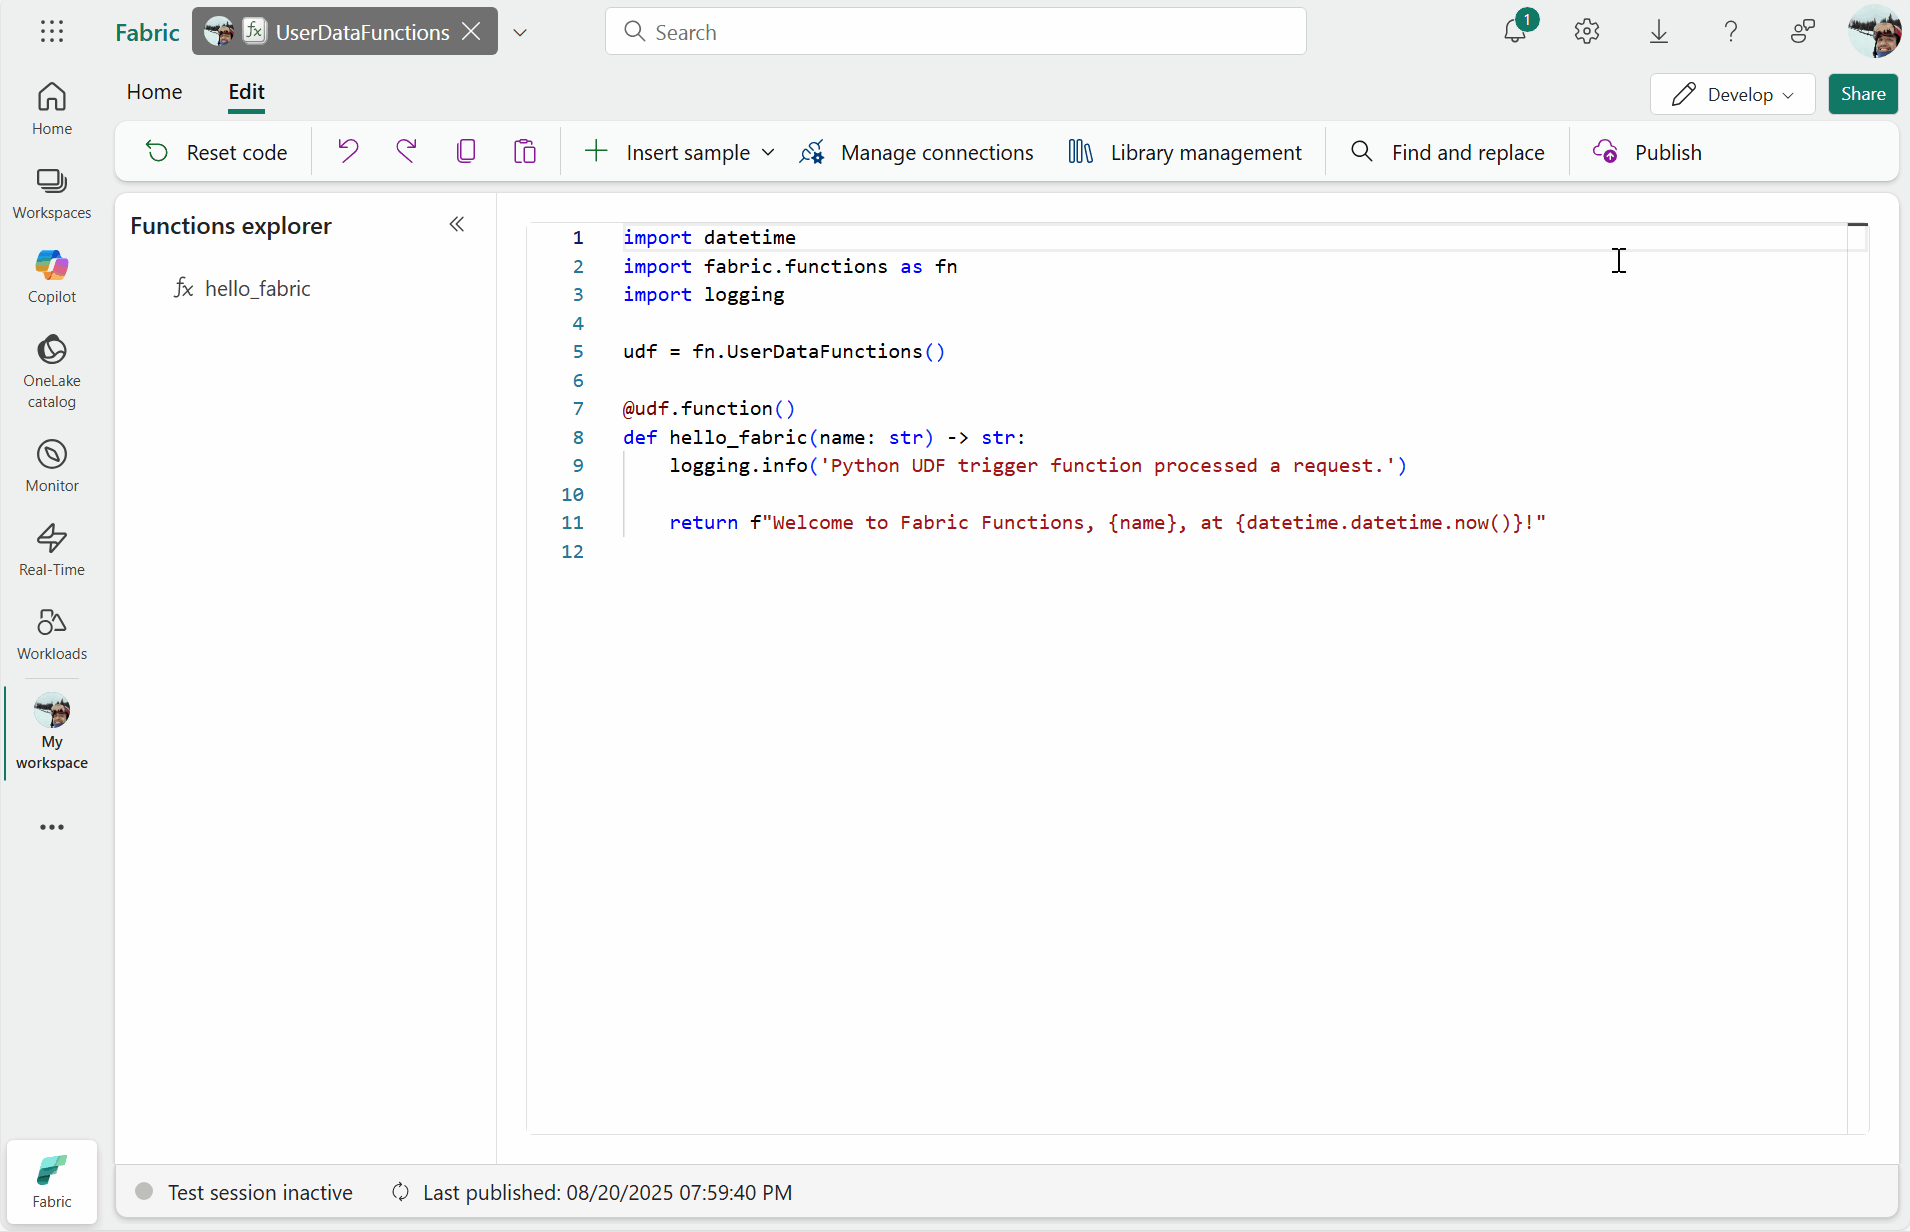 Fabric
UserDataFunctions
Search
1
Home
Edit
Develop
Share
Reset code
Insert sample
Manage connections
Library management
Find and replace
Publish
Home
Workspaces
Copilot
OneLake
catalog
Monitor
Real-Time
Workloads
My
workspace
Fabric
Functions explorer
fx hello_fabric
1 import datetime
2 import fabric.functions as fn
3 import logging
4
5 udf = fn.UserDataFunctions()
6
7 @udf.function()
8 def hello_fabric(name: str) -> str:
9     logging.info('Python UDF trigger function processed a request.')
10
11     return f"Welcome to Fabric Functions, {name}, at {datetime.datetime.now()}!"
12
Test session inactive
Last published: 08/20/2025 07:59:40 PM